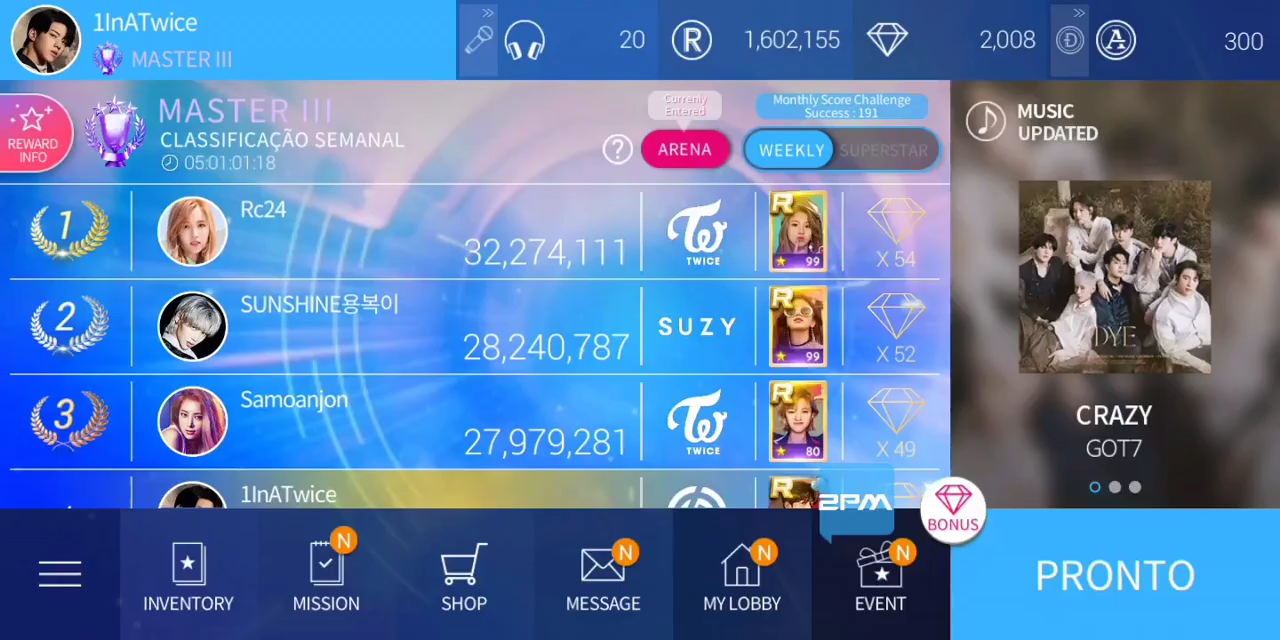 1InATwice
MASTER III
20
R
1,602,155
2,008
Đ
A
300
REWARD
INFO
MASTER III
CLASSIFICAÇÃO SEMANAL
05:01:01:18
?
Currenly
Entered
ARENA
Monthly Score Challenge
Success : 191
WEEKLY
SUPERSTAR
MUSIC
UPDATED
1
Rc24
32,274,111
TWICE
R
99
X 54
2
SUNSHINE용복이
28,240,787
SUZY
R
99
X 52
3
Samoanjon
27,979,281
TWICE
R
80
X 49
1InATwice
R
DYE
CRAZY
GOT7
2PM
BONUS
INVENTORY
N
MISSION
SHOP
N
MESSAGE
N
MY LOBBY
N
EVENT
PRONTO